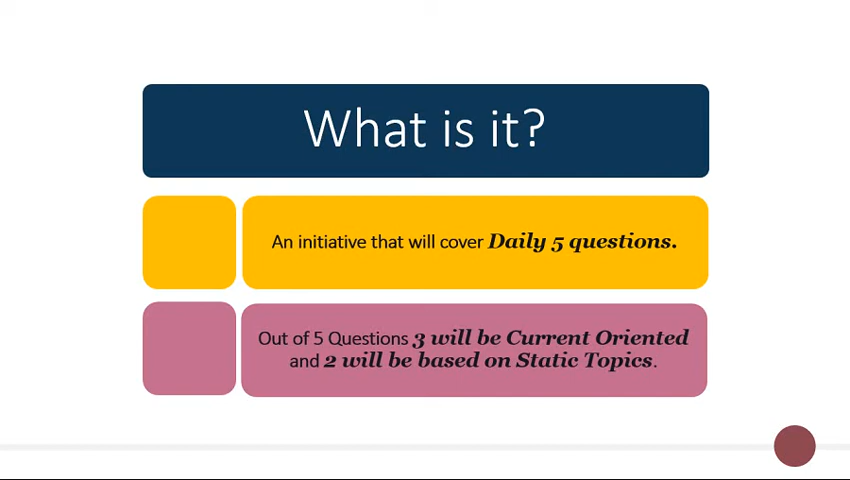 What is it?
An initiative that will cover Daily 5 questions.
Out of 5 Questions 3 will be Current Oriented
and 2 will be based on Static Topics.